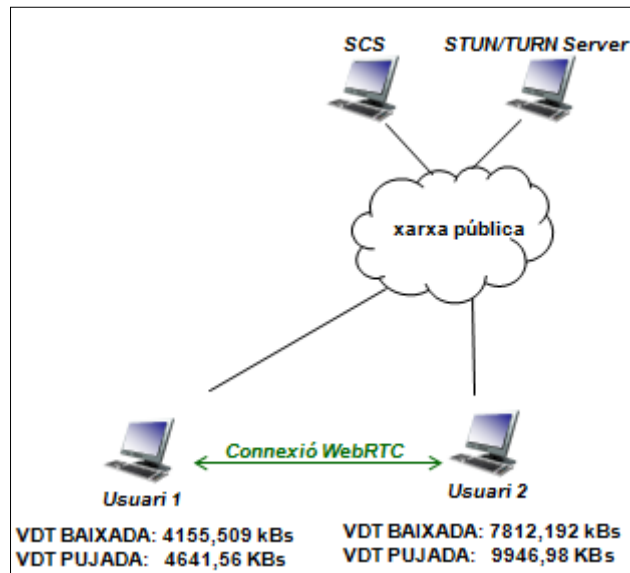 SCS
STUN/TURN Server
xarxa pública
Connexió WebRTC
Usuari 1
Usuari 2
VDT BAIXADA: 4155,509 kBs
VDT PUJADA: 4641,56 KBs
VDT BAIXADA: 7812,192 kBs
VDT PUJADA: 9946,98 KBs